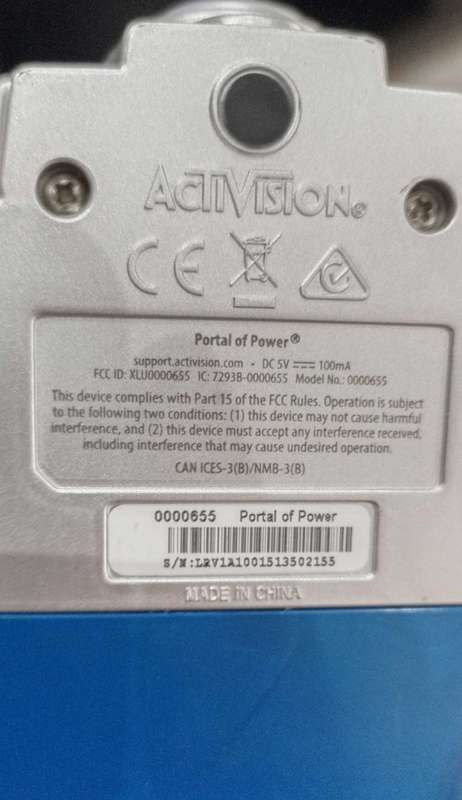 ACTIVISION®
CE
Portal of Power®
support.activision.com • DC 5V ⎓ 100mA
FCC ID: XLU0000655 IC: 7293B-0000655 Model No.: 0000655
This device complies with Part 15 of the FCC Rules. Operation is subject
to the following two conditions: (1) this device may not cause harmful
interference, and (2) this device must accept any interference received,
including interference that may cause undesired operation.
CAN ICES-3(B)/NMB-3(B)
0000655 Portal of Power
S/N:LRV1A1001513502155
MADE IN CHINA